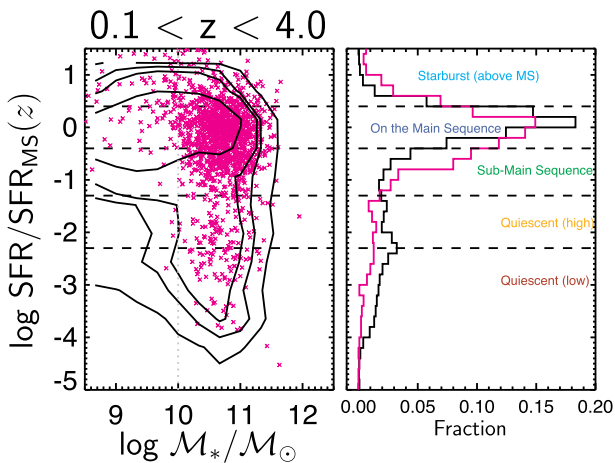 0.1 < z < 4.0
log SFR/SFR_MS(z)
1
0
-1
-2
-3
-4
-5
9
10
11
12
log M_*/M_⊙
Starburst (above MS)
On the Main Sequence
Sub-Main Sequence
Quiescent (high)
Quiescent (low)
0.00
0.05
0.10
0.15
0.20
Fraction